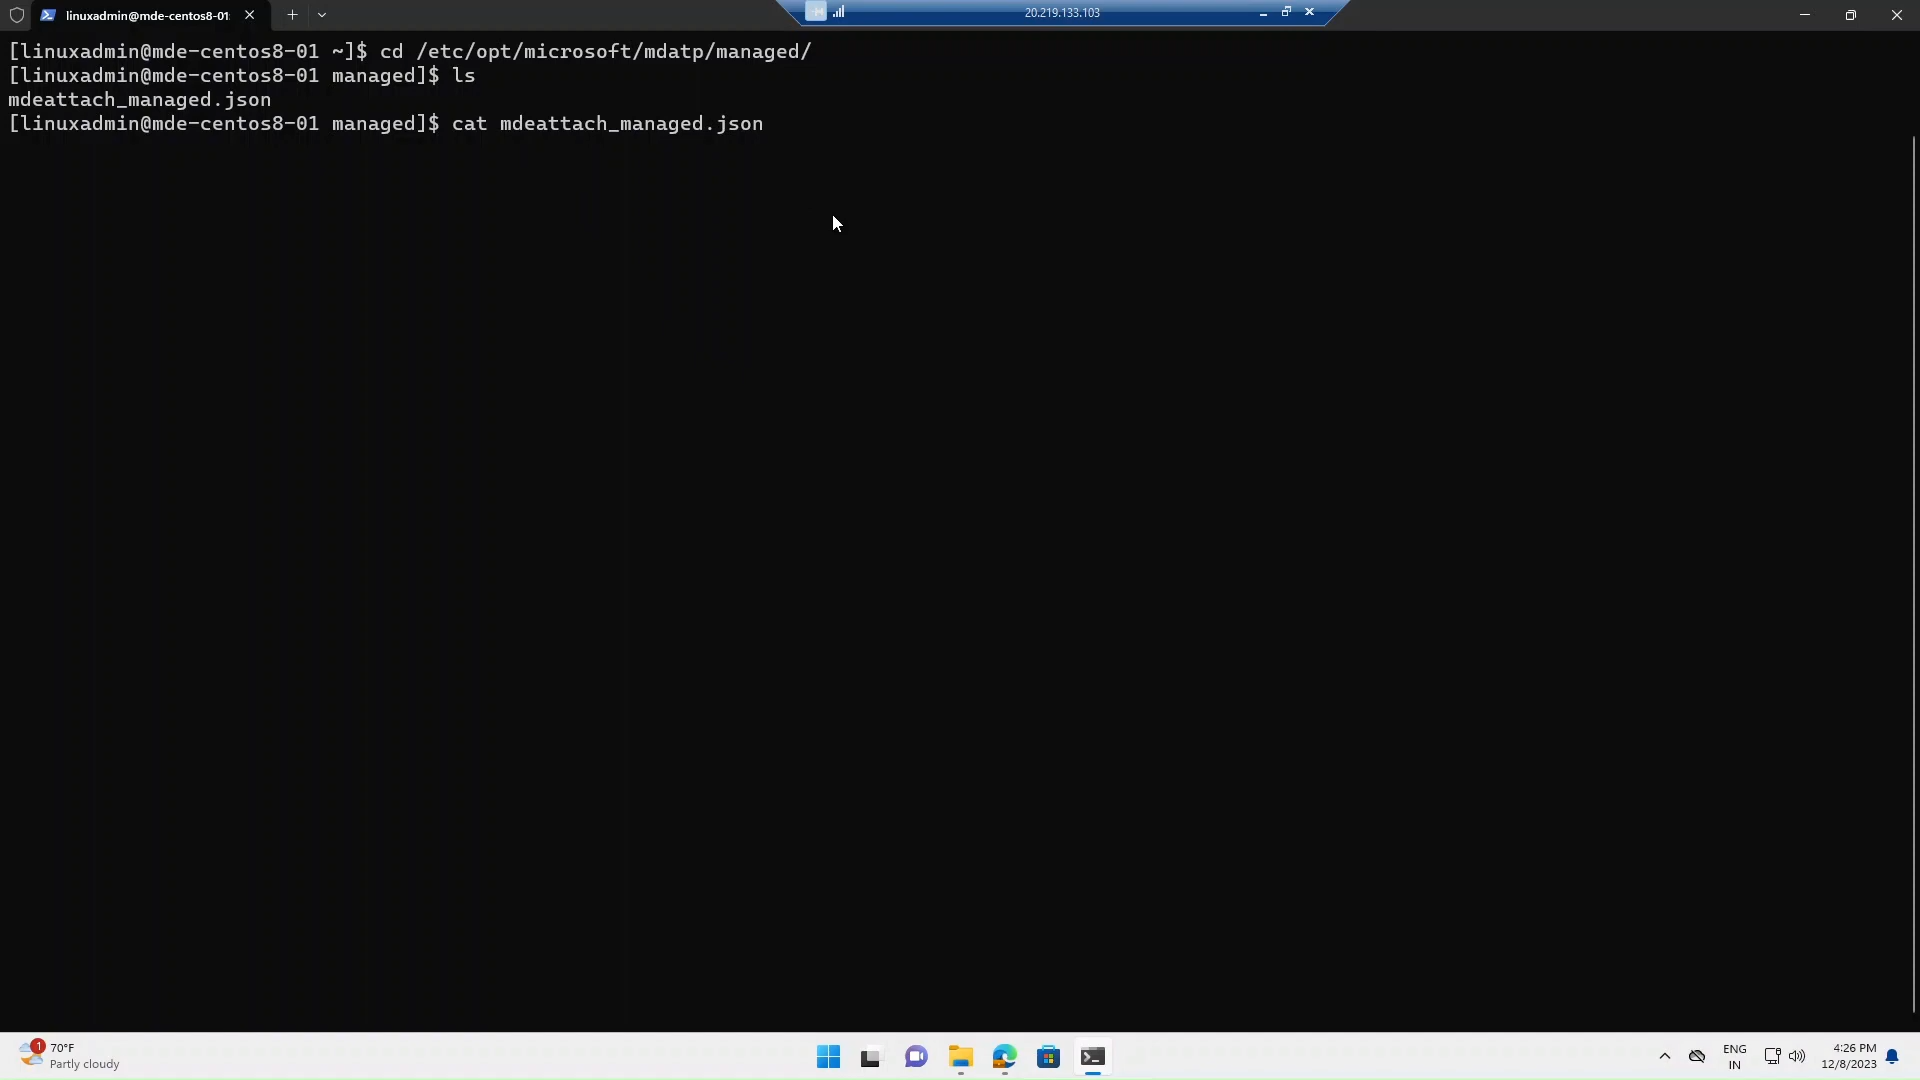 linuxadmin@mde-centos8-01:
20.219.133.103
[linuxadmin@mde-centos8-01 ~]$ cd /etc/opt/microsoft/mdatp/managed/
[linuxadmin@mde-centos8-01 managed]$ ls
mdeattach_managed.json
[linuxadmin@mde-centos8-01 managed]$ cat mdeattach_managed.json
1
70°F
Partly cloudy
ENG
IN
4:26 PM
12/8/2023